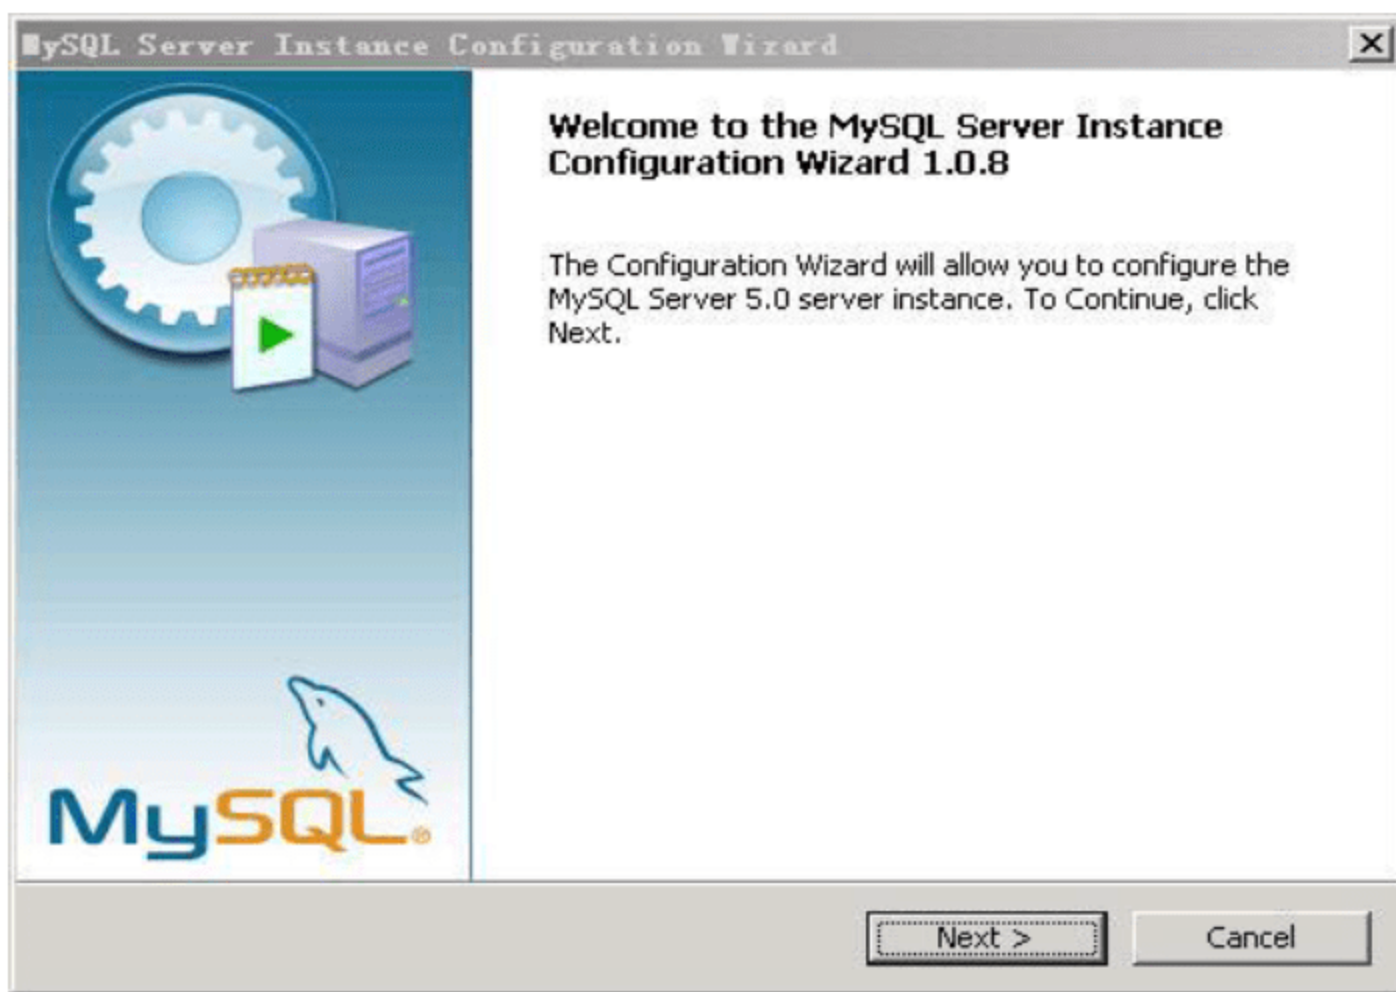 MySQL Server Instance Configuration Wizard
Welcome to the MySQL Server Instance
Configuration Wizard 1.0.8
The Configuration Wizard will allow you to configure the
MySQL Server 5.0 server instance. To Continue, click
Next.
MySQL®
Next >
Cancel